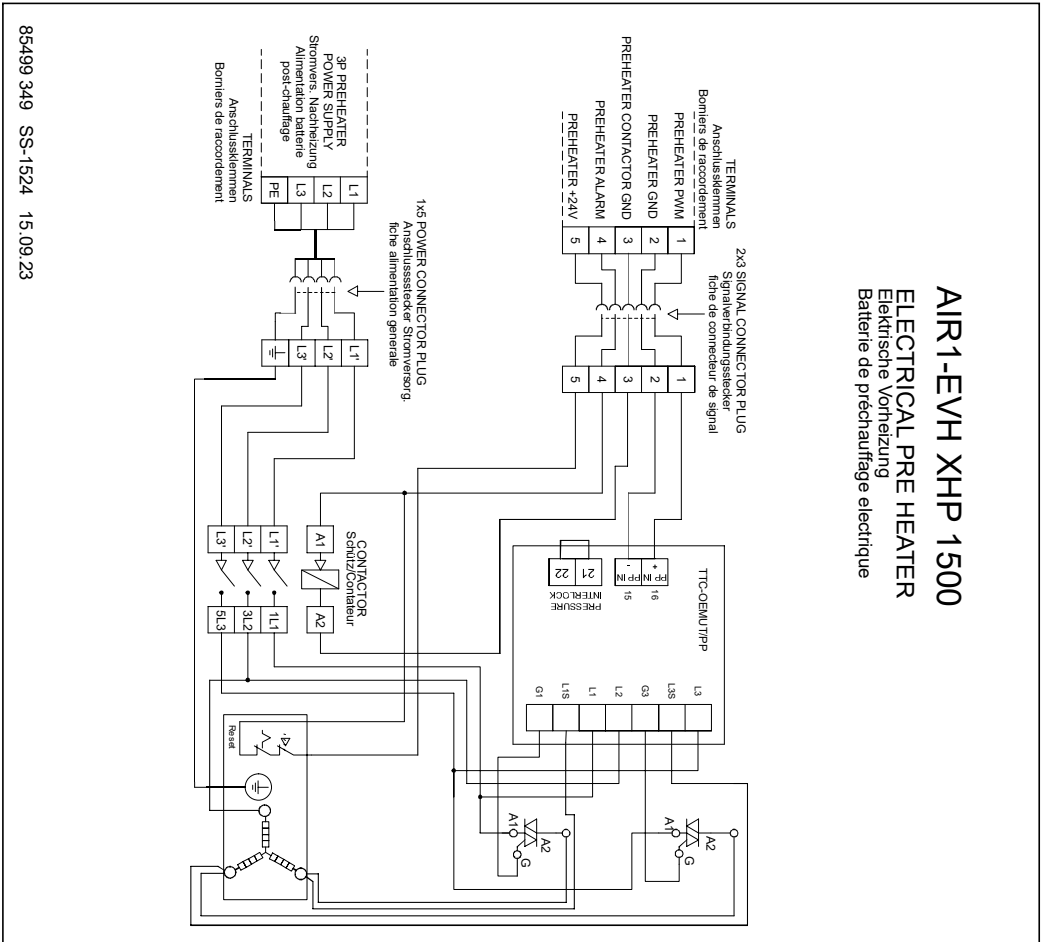 AIR1-EVH XHP 1500
ELECTRICAL PRE HEATER
Elektrische Vorheizung
Batterie de préchauffage electrique
TERMINALS
Anschlussklemmen
Borniers de raccordement
PREHEATER PWM
PREHEATER GND
PREHEATER CONTACTOR GND
PREHEATER ALARM
PREHEATER +24V
1
2
3
4
5
2x3 SIGNAL CONNECTOR PLUG
Signalverbindungsstecker
fiche de connecteur de signal
1
2
3
4
5
TTC-OEMUT/PP
PP IN +
PP IN -
16
15
21
22
PRESSURE
INTERLOCK
L3
L3S
G3
L2
L1
L1S
G1
A1
A2
G
A1
A2
G
3P PREHEATER
POWER SUPPLY
Stromvers. Nachheizung
Alimentation batterie
post-chauffage
L1
L2
L3
PE
TERMINALS
Anschlussklemmen
Borniers de raccordement
1x5 POWER CONNECTOR PLUG
Anschlusssstecker Stromversorg.
fiche alimentation generale
L1'
L2'
L3'
CONTACTOR
Schütz/Contateur
A1
A2
L1'
L2'
L3'
1L1
3L2
5L3
Reset
85499 349 SS-1524 15.09.23